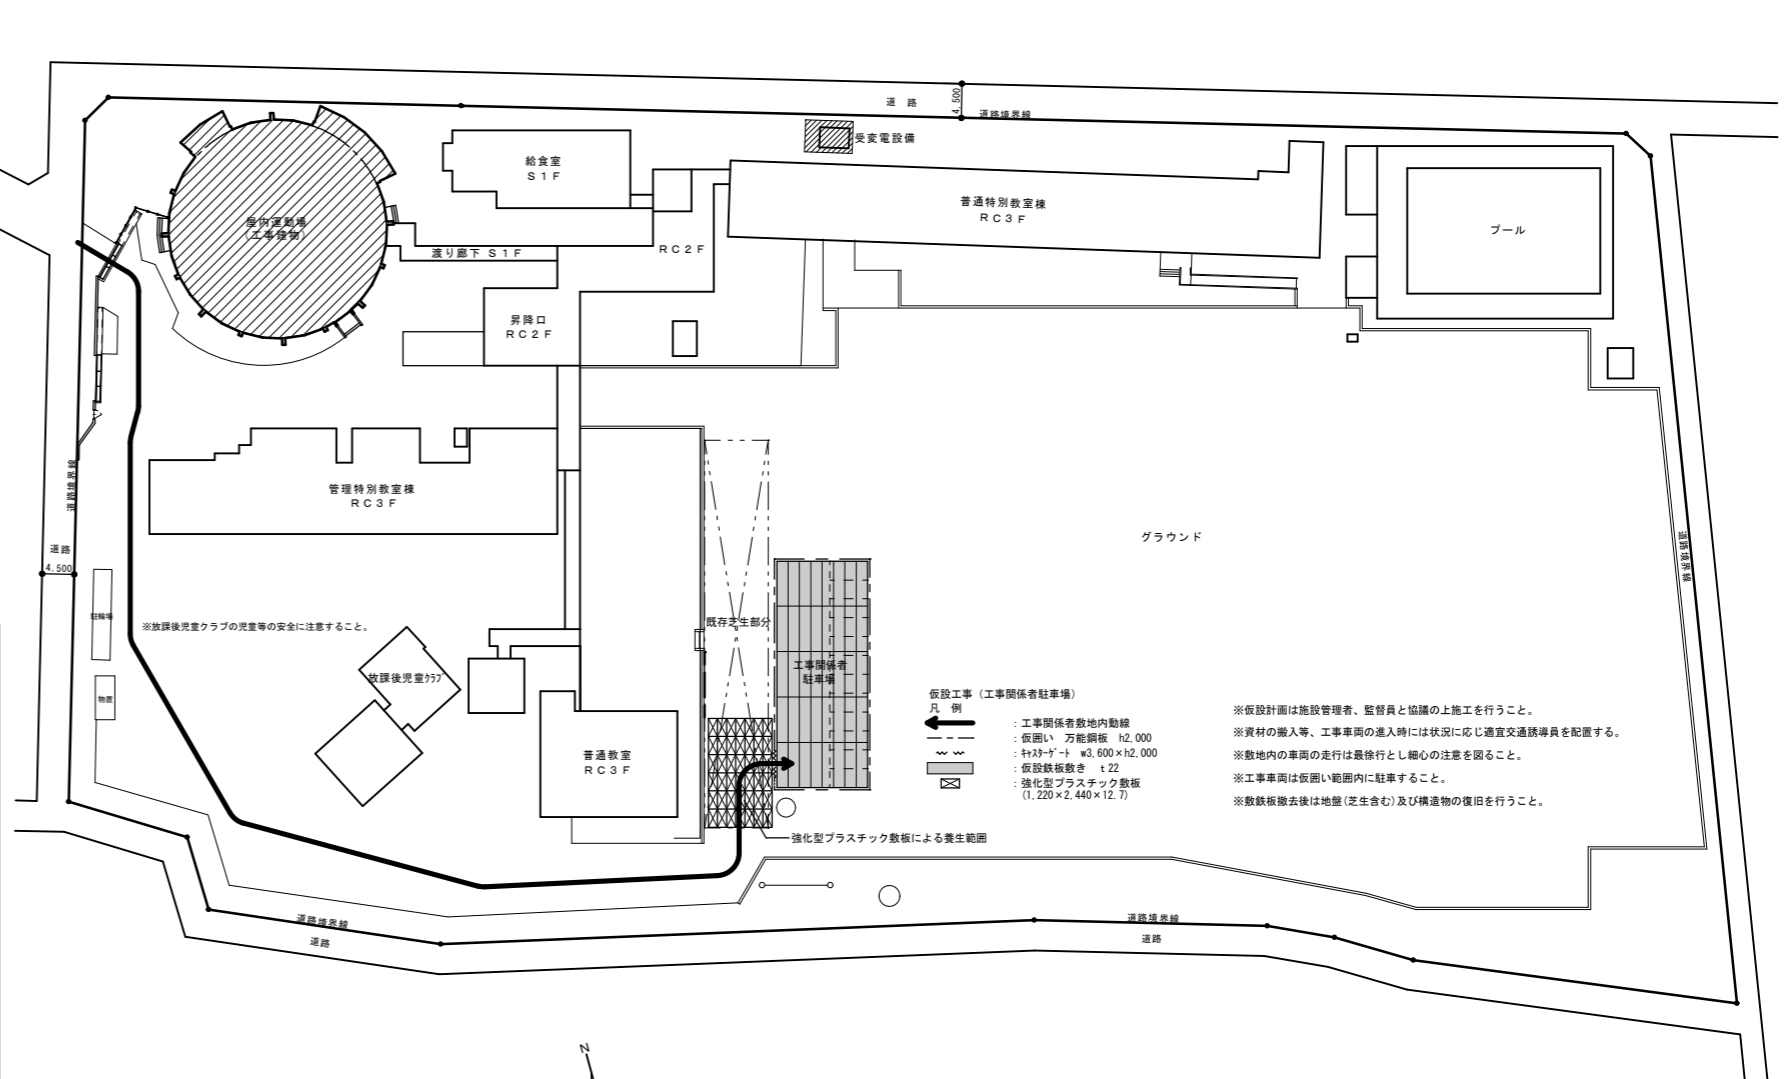 道 路
4,500
道路境界線
受変電設備
給食室
S1F
屋内運動場
(工事建物)
普通特別教室棟
RC3F
プール
渡り廊下 S1F
RC2F
昇降口
RC2F
管理特別教室棟
RC3F
道路境界線
道路
4,500
グラウンド
道路境界線
駐輪場
※放課後児童クラブの児童等の安全に注意すること。
既存芝生部分
工事関係者
駐車場
放課後児童ｸﾗﾌﾞ
物置
普通教室
RC3F
仮設工事（工事関係者駐車場）
凡 例
：工事関係者敷地内動線
：仮囲い 万能鋼板 h2,000
：ｷｬｽﾀｰｹﾞｰﾄ w3,600×h2,000
：仮設鉄板敷き t22
：強化型プラスチック敷板
(1,220×2,440×12.7)
※仮設計画は施設管理者、監督員と協議の上施工を行うこと。
※資材の搬入等、工事車両の進入時には状況に応じ適宜交通誘導員を配置する。
※敷地内の車両の走行は最徐行とし細心の注意を図ること。
※工事車両は仮囲い範囲内に駐車すること。
※敷鉄板撤去後は地盤(芝生含む)及び構造物の復旧を行うこと。
強化型プラスチック敷板による養生範囲
道路境界線
道路
道路境界線
道路
N